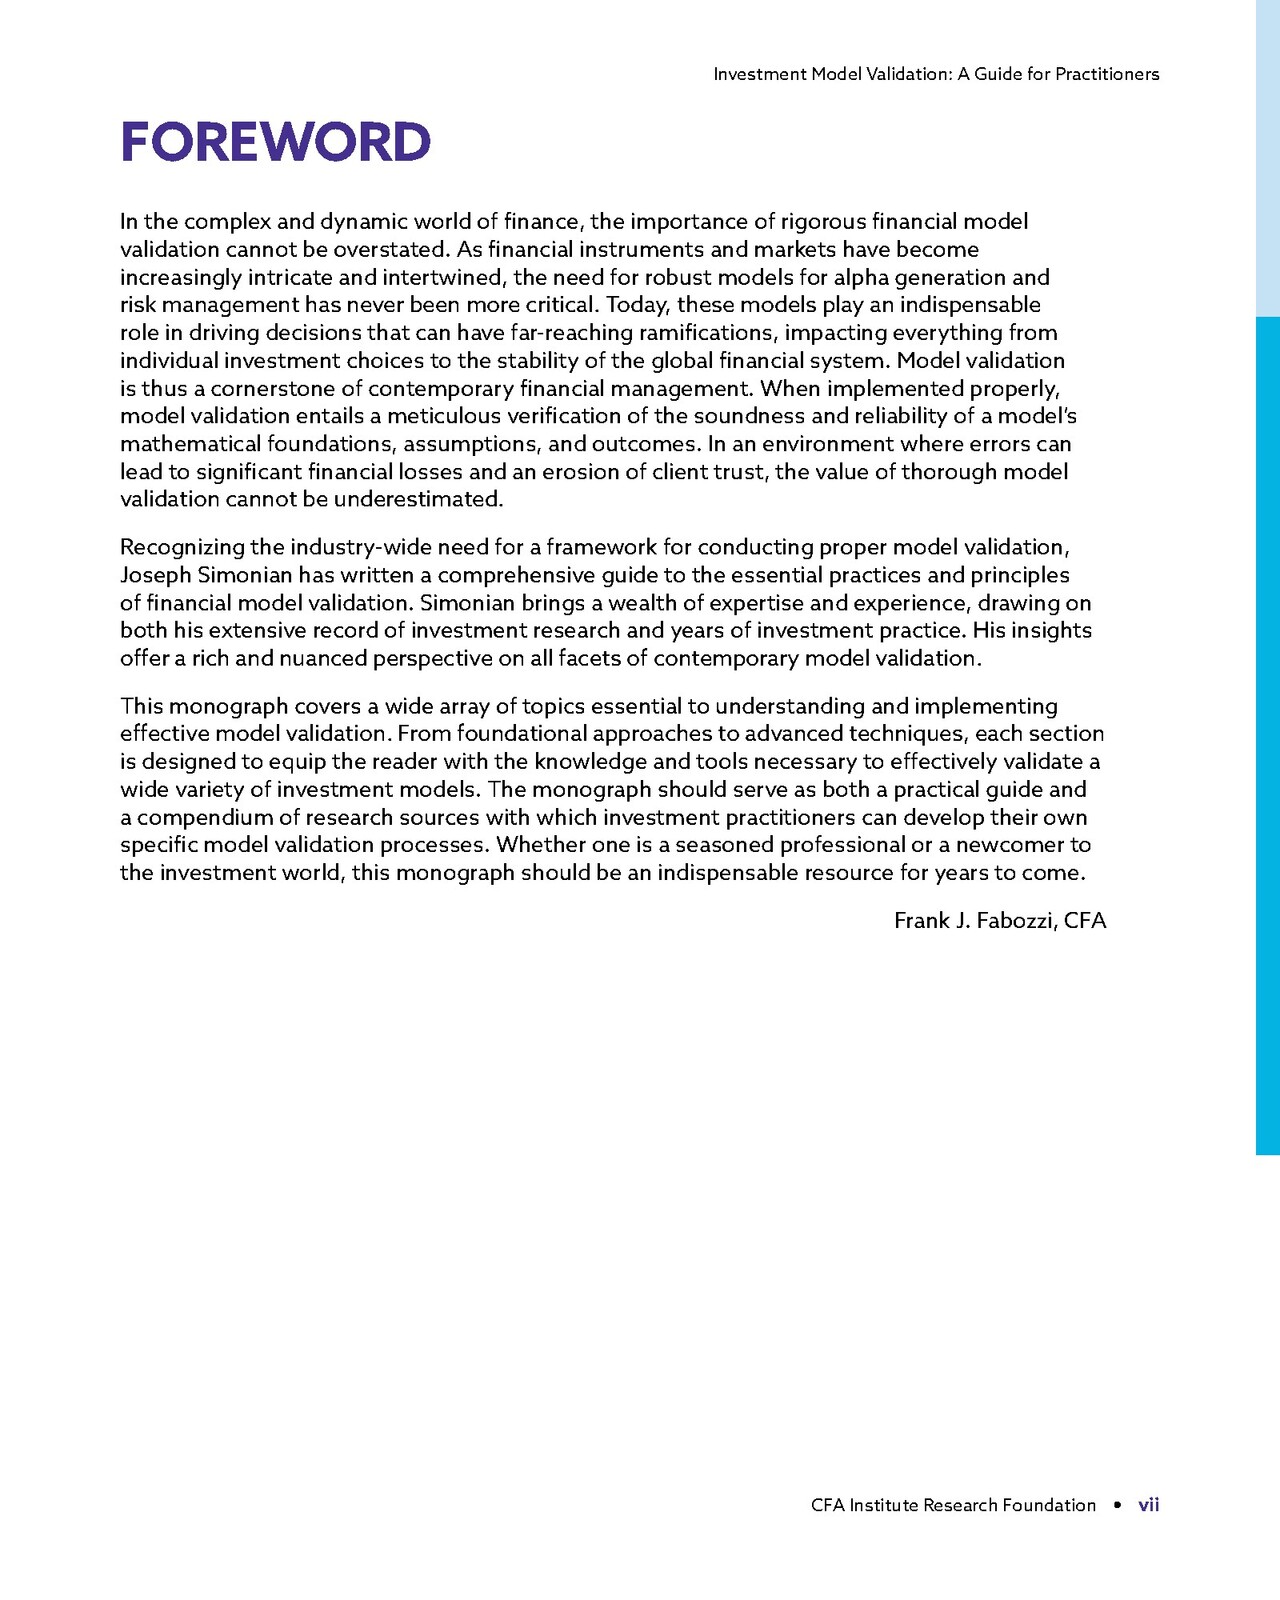 Investment Model Validation: A Guide for Practitioners
FOREWORD
In the complex and dynamic world of finance, the importance of rigorous financial model
validation cannot be overstated. As financial instruments and markets have become
increasingly intricate and intertwined, the need for robust models for alpha generation and
risk management has never been more critical. Today, these models play an indispensable
role in driving decisions that can have far-reaching ramifications, impacting everything from
individual investment choices to the stability of the global financial system. Model validation
is thus a cornerstone of contemporary financial management. When implemented properly,
model validation entails a meticulous verification of the soundness and reliability of a model’s
mathematical foundations, assumptions, and outcomes. In an environment where errors can
lead to significant financial losses and an erosion of client trust, the value of thorough model
validation cannot be underestimated.
Recognizing the industry-wide need for a framework for conducting proper model validation,
Joseph Simonian has written a comprehensive guide to the essential practices and principles
of financial model validation. Simonian brings a wealth of expertise and experience, drawing on
both his extensive record of investment research and years of investment practice. His insights
offer a rich and nuanced perspective on all facets of contemporary model validation.
This monograph covers a wide array of topics essential to understanding and implementing
effective model validation. From foundational approaches to advanced techniques, each section
is designed to equip the reader with the knowledge and tools necessary to effectively validate a
wide variety of investment models. The monograph should serve as both a practical guide and
a compendium of research sources with which investment practitioners can develop their own
specific model validation processes. Whether one is a seasoned professional or a newcomer to
the investment world, this monograph should be an indispensable resource for years to come.
Frank J. Fabozzi, CFA
CFA Institute Research Foundation • vii